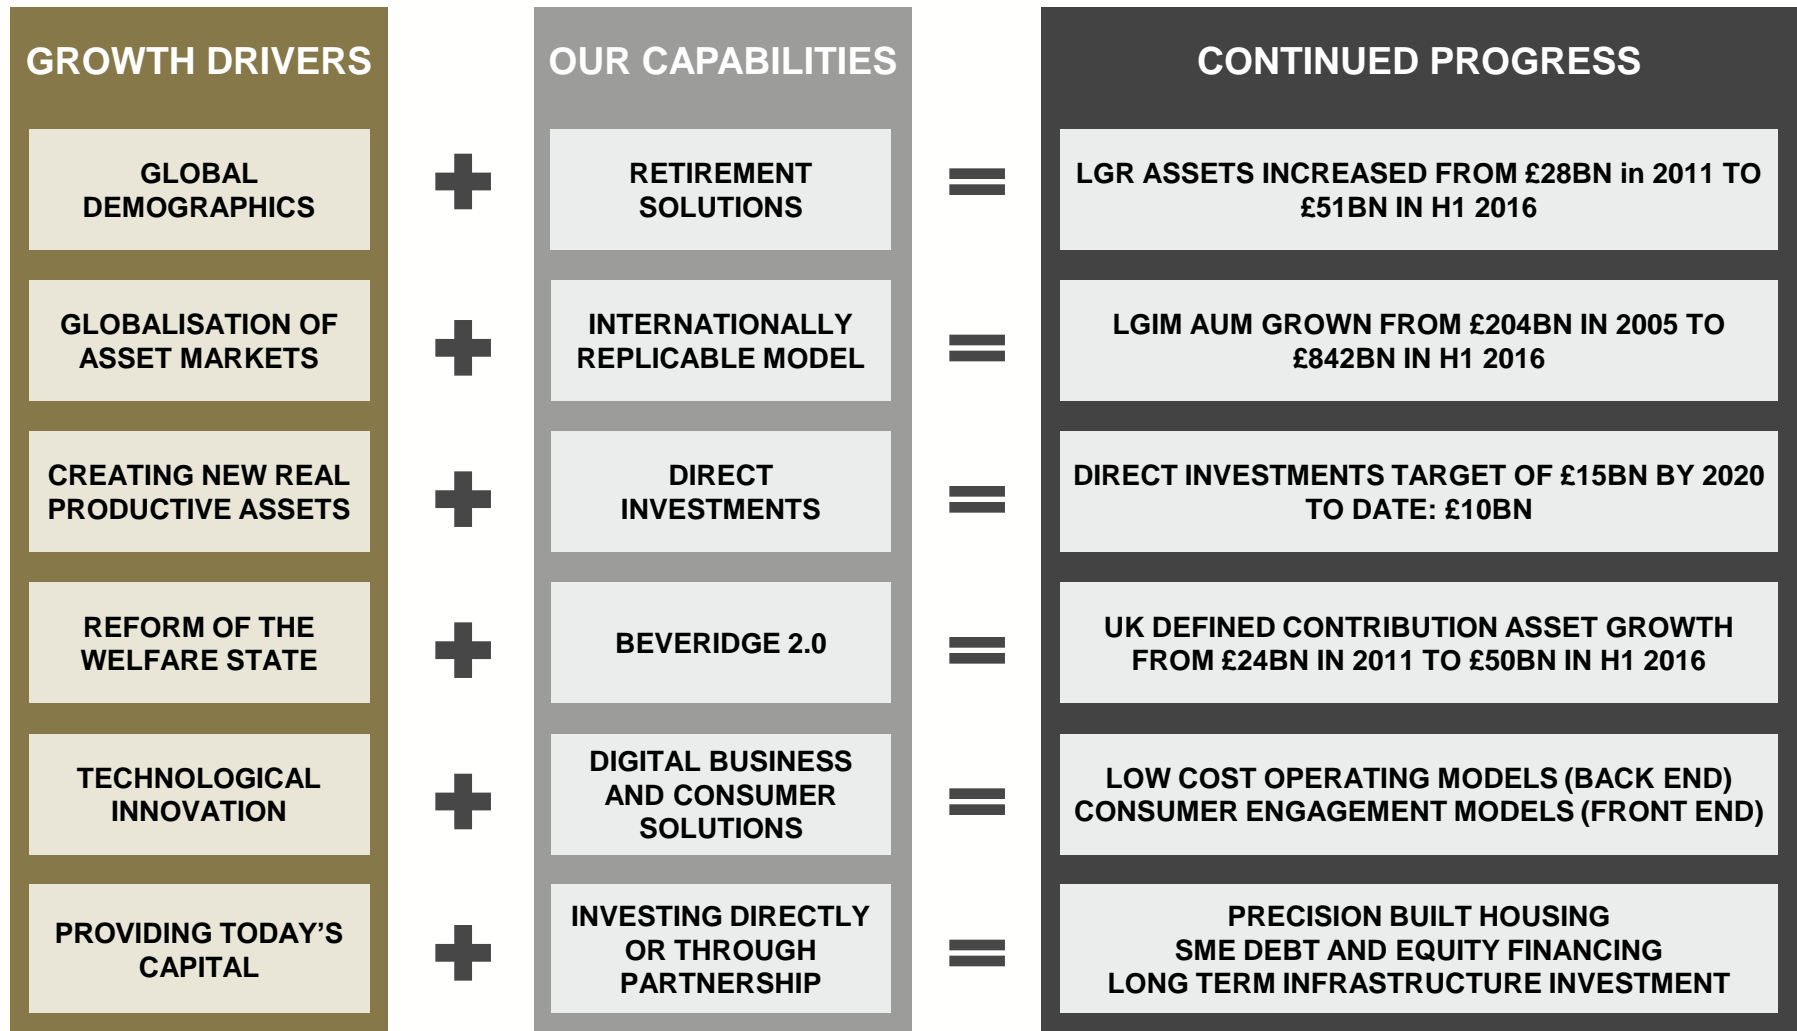 GROWTH DRIVERS
OUR CAPABILITIES
CONTINUED PROGRESS
GLOBAL
DEMOGRAPHICS
RETIREMENT
SOLUTIONS
LGR ASSETS INCREASED FROM £28BN in 2011 TO
£51BN IN H1 2016
GLOBALISATION OF
ASSET MARKETS
INTERNATIONALLY
REPLICABLE MODEL
LGIM AUM GROWN FROM £204BN IN 2005 TO
£842BN IN H1 2016
CREATING NEW REAL
PRODUCTIVE ASSETS
DIRECT
INVESTMENTS
DIRECT INVESTMENTS TARGET OF £15BN BY 2020
TO DATE: £10BN
REFORM OF THE
WELFARE STATE
BEVERIDGE 2.0
UK DEFINED CONTRIBUTION ASSET GROWTH
FROM £24BN IN 2011 TO £50BN IN H1 2016
TECHNOLOGICAL
INNOVATION
DIGITAL BUSINESS
AND CONSUMER
SOLUTIONS
LOW COST OPERATING MODELS (BACK END)
CONSUMER ENGAGEMENT MODELS (FRONT END)
PROVIDING TODAY’S
CAPITAL
INVESTING DIRECTLY
OR THROUGH
PARTNERSHIP
PRECISION BUILT HOUSING
SME DEBT AND EQUITY FINANCING
LONG TERM INFRASTRUCTURE INVESTMENT